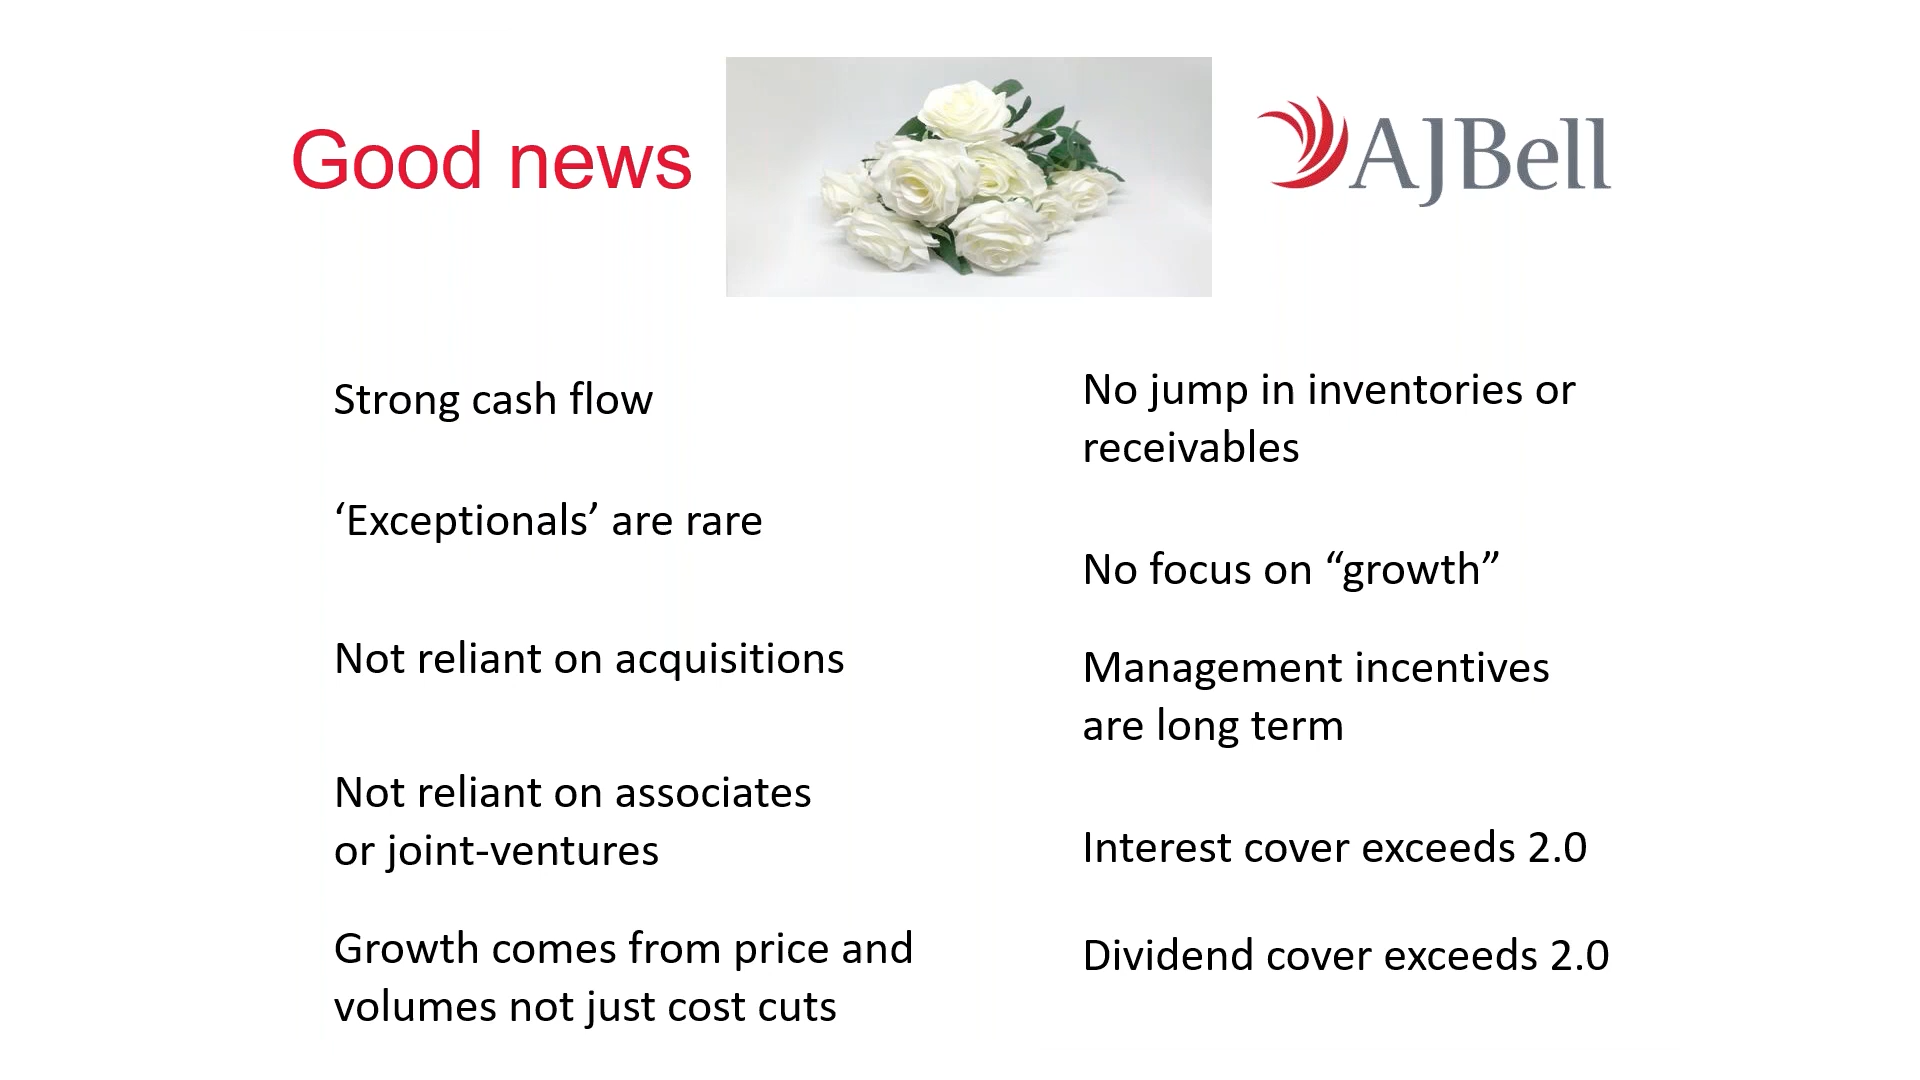 Good news
AJBell
Strong cash flow
‘Exceptionals’ are rare
Not reliant on acquisitions
Not reliant on associates
or joint-ventures
Growth comes from price and
volumes not just cost cuts
No jump in inventories or
receivables
No focus on “growth”
Management incentives
are long term
Interest cover exceeds 2.0
Dividend cover exceeds 2.0